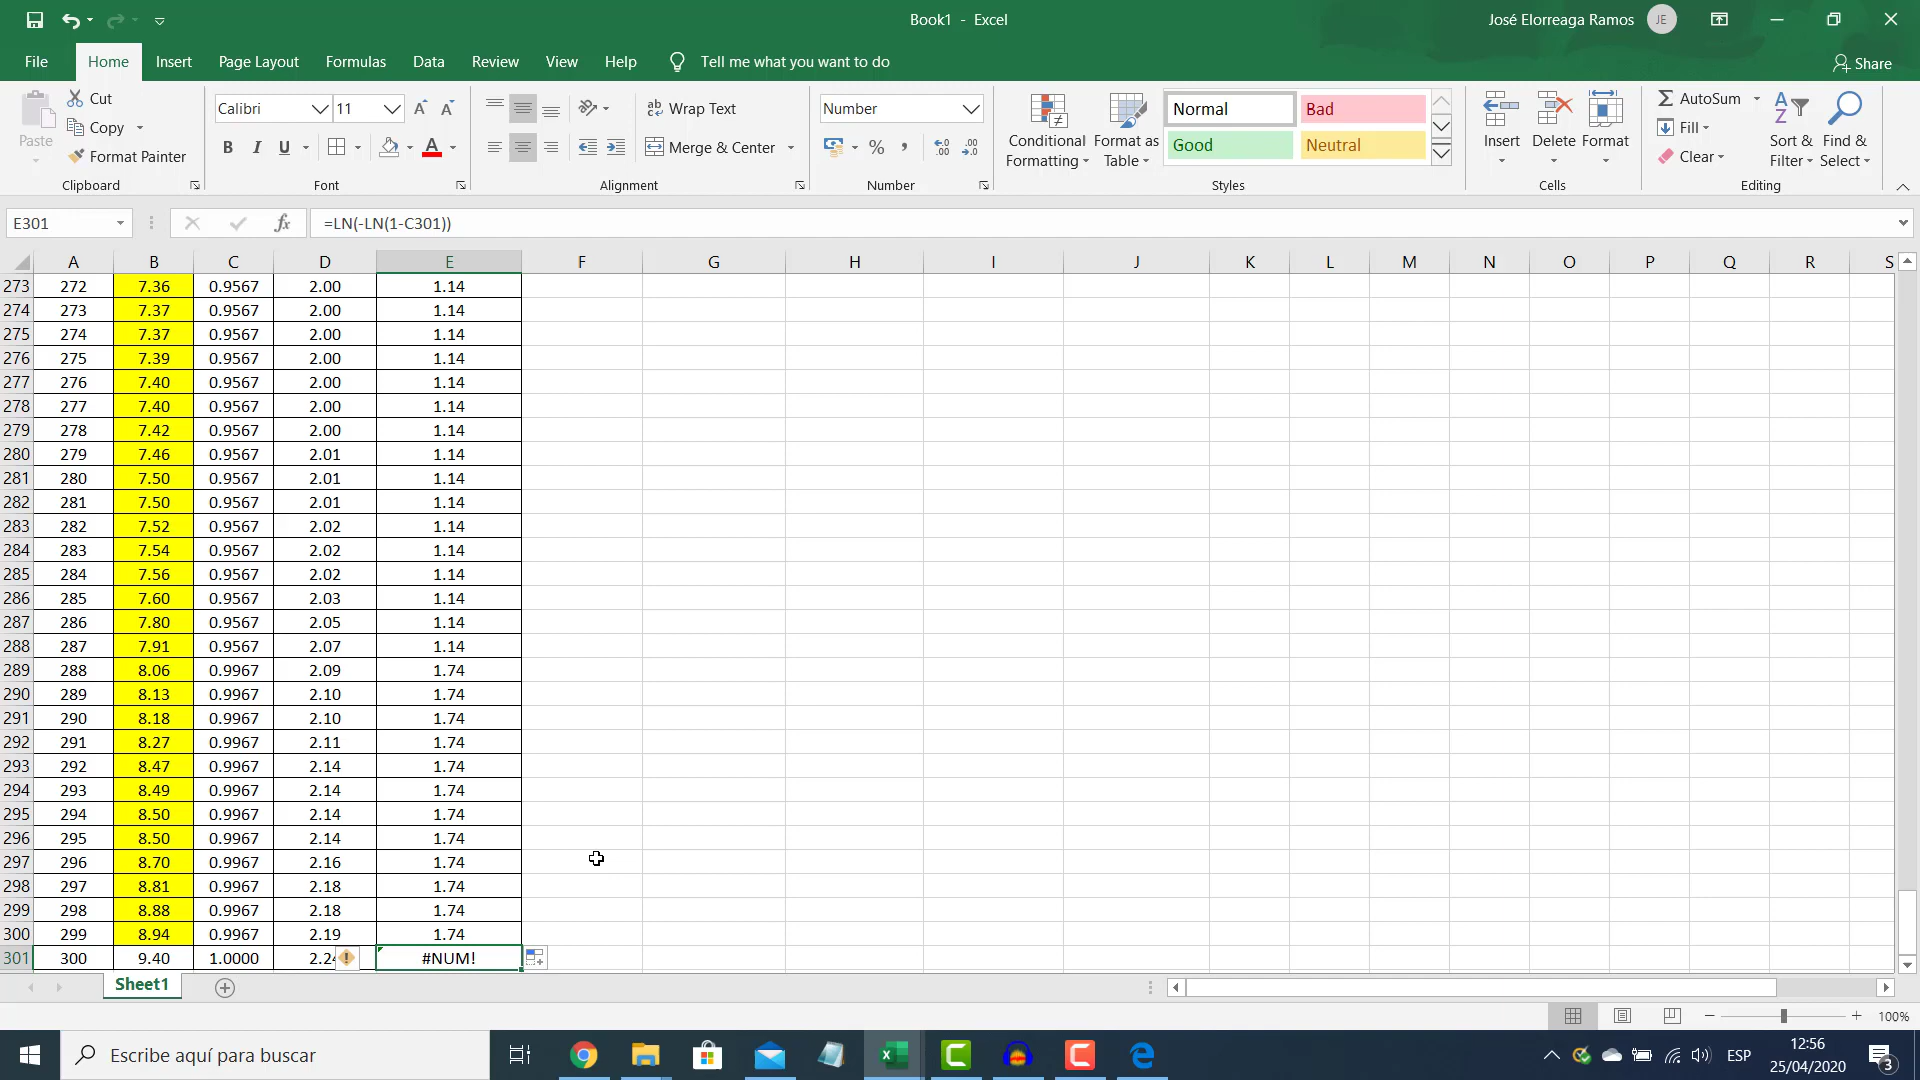 Book1 - Excel
José Elorreaga Ramos
JE
File Home Insert Page Layout Formulas Data Review View Help Tell me what you want to do
Share
Paste
Cut
Copy
Format Painter
Clipboard
Calibri 11
B I U
Font
Wrap Text
Merge & Center
Alignment
Number
Number
Conditional Formatting
Format as Table
Normal Bad
Good Neutral
Styles
Insert Delete Format
Cells
AutoSum
Fill
Clear
Sort & Filter
Find & Select
Editing
E301 fx =LN(-LN(1-C301))
A B C D E F G H I J K L M N O P Q R S
273 272 7.36 0.9567 2.00 1.14
274 273 7.37 0.9567 2.00 1.14
275 274 7.37 0.9567 2.00 1.14
276 275 7.39 0.9567 2.00 1.14
277 276 7.40 0.9567 2.00 1.14
278 277 7.40 0.9567 2.00 1.14
279 278 7.42 0.9567 2.00 1.14
280 279 7.46 0.9567 2.01 1.14
281 280 7.50 0.9567 2.01 1.14
282 281 7.50 0.9567 2.01 1.14
283 282 7.52 0.9567 2.02 1.14
284 283 7.54 0.9567 2.02 1.14
285 284 7.56 0.9567 2.02 1.14
286 285 7.60 0.9567 2.03 1.14
287 286 7.80 0.9567 2.05 1.14
288 287 7.91 0.9567 2.07 1.14
289 288 8.06 0.9967 2.09 1.74
290 289 8.13 0.9967 2.10 1.74
291 290 8.18 0.9967 2.10 1.74
292 291 8.27 0.9967 2.11 1.74
293 292 8.47 0.9967 2.14 1.74
294 293 8.49 0.9967 2.14 1.74
295 294 8.50 0.9967 2.14 1.74
296 295 8.50 0.9967 2.14 1.74
297 296 8.70 0.9967 2.16 1.74
298 297 8.81 0.9967 2.18 1.74
299 298 8.88 0.9967 2.18 1.74
300 299 8.94 0.9967 2.19 1.74
301 300 9.40 1.0000 2.24 #NUM!
Sheet1
100%
Escribe aquí para buscar
ESP
12:56
25/04/2020
3